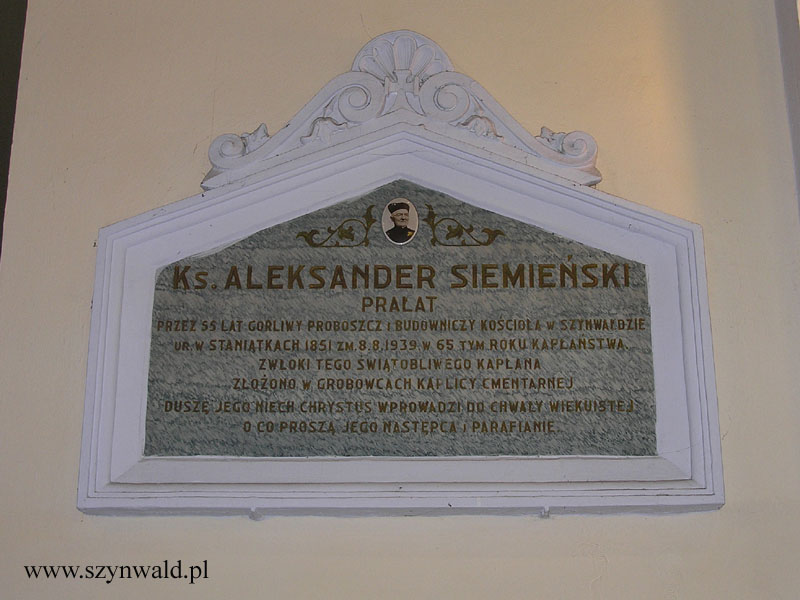 Ks. ALEKSANDER SIEMIEŃSKI
PRAŁAT
PRZEZ 55 LAT GORLIWY PROBOSZCZ I BUDOWNICZY KOŚCIOŁA W SZYNWAŁDZIE
UR. W STANIĄTKACH 1851 ZM. 8.8.1939 W 65 TYM ROKU KAPŁAŃSTWA.
ZWŁOKI TEGO ŚWIĄTOBLIWEGO KAPŁANA
ZŁOŻONO W GROBOWCACH KAPLICY CMENTARNEJ
DUSZĘ JEGO NIECH CHRYSTUS WPROWADZI DO CHWAŁY WIEKUISTEJ
O CO PROSZĄ JEGO NASTĘPCA I PARAFIANIE.
www.szynwald.pl